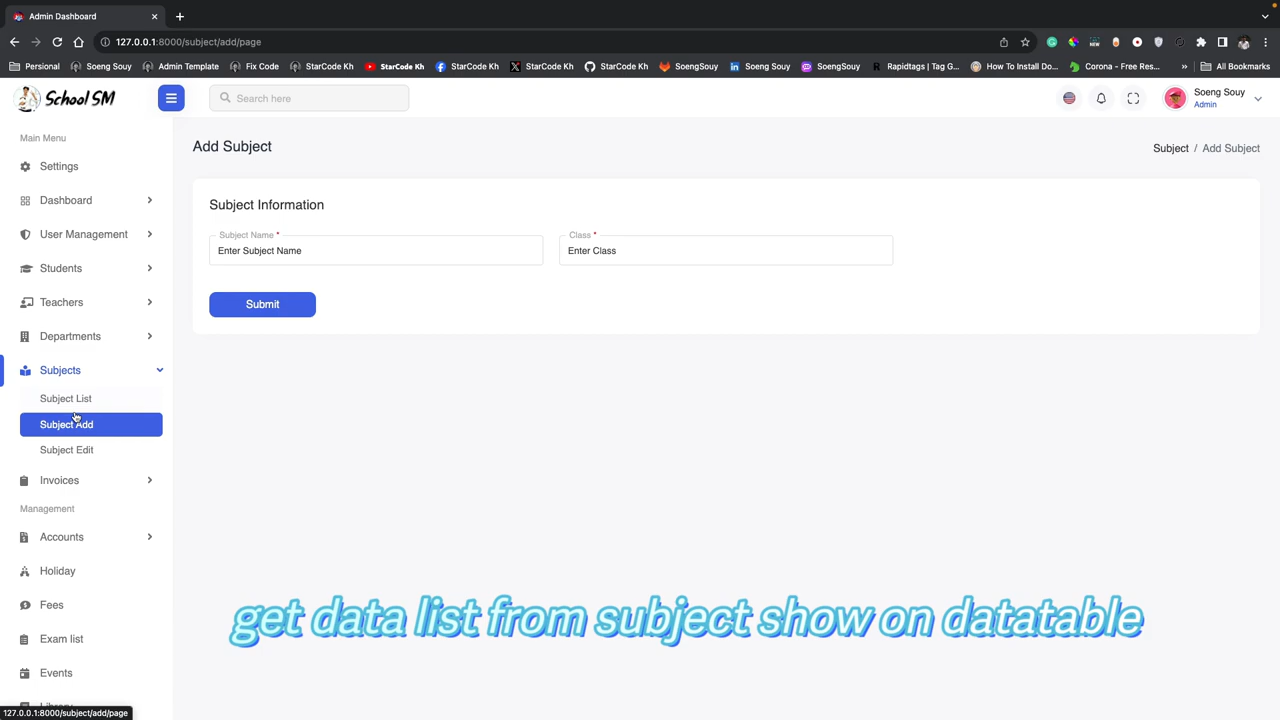 Admin Dashboard
127.0.0.1:8000/subject/add/page
Personal
Soeng Souy
Admin Template
Fix Code
StarCode Kh
StarCode Kh
StarCode Kh
StarCode Kh
StarCode Kh
SoengSouy
Soeng Souy
SoengSouy
Rapidtags | Tag G...
How To Install Do...
Corona - Free Res...
»
All Bookmarks
School SM
Search here
Soeng Souy
Admin
Main Menu
Settings
Dashboard
User Management
Students
Teachers
Departments
Subjects
Subject List
Subject Add
Subject Edit
Invoices
Management
Accounts
Holiday
Fees
Exam list
Events
Library
127.0.0.1:8000/subject/add/page
Add Subject
Subject / Add Subject
Subject Information
Subject Name *
Enter Subject Name
Class *
Enter Class
Submit
get data list from subject show on datatable